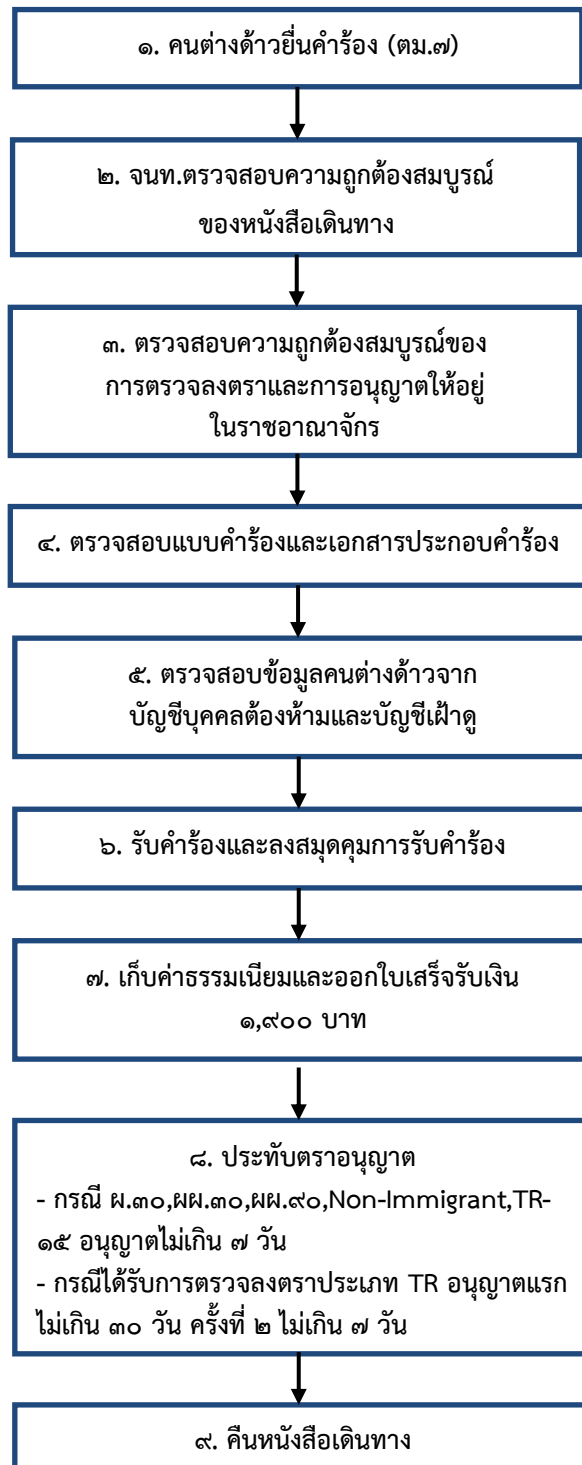 ๑. คนต่างด้าวยื่นคำร้อง (ตม.๗)
๒. จนท.ตรวจสอบความถูกต้องสมบูรณ์
ของหนังสือเดินทาง
๓. ตรวจสอบความถูกต้องสมบูรณ์ของ
การตรวจลงตราและการอนุญาตให้อยู่
ในราชอาณาจักร
๔. ตรวจสอบแบบคำร้องและเอกสารประกอบคำร้อง
๕. ตรวจสอบข้อมูลคนต่างด้าวจาก
บัญชีบุคคลต้องห้ามและบัญชีเฝ้าดู
๖. รับคำร้องและลงสมุดคุมการรับคำร้อง
๗. เก็บค่าธรรมเนียมและออกใบเสร็จรับเงิน
๑,๙๐๐ บาท
๘. ประทับตราอนุญาต
- กรณี ผ.๓๐,ผผ.๓๐,ผผ.๙๐,Non-Immigrant,TR-
๑๕ อนุญาตไม่เกิน ๗ วัน
- กรณีได้รับการตรวจลงตราประเภท TR อนุญาตแรก
ไม่เกิน ๓๐ วัน ครั้งที่ ๒ ไม่เกิน ๗ วัน
๙. คืนหนังสือเดินทาง